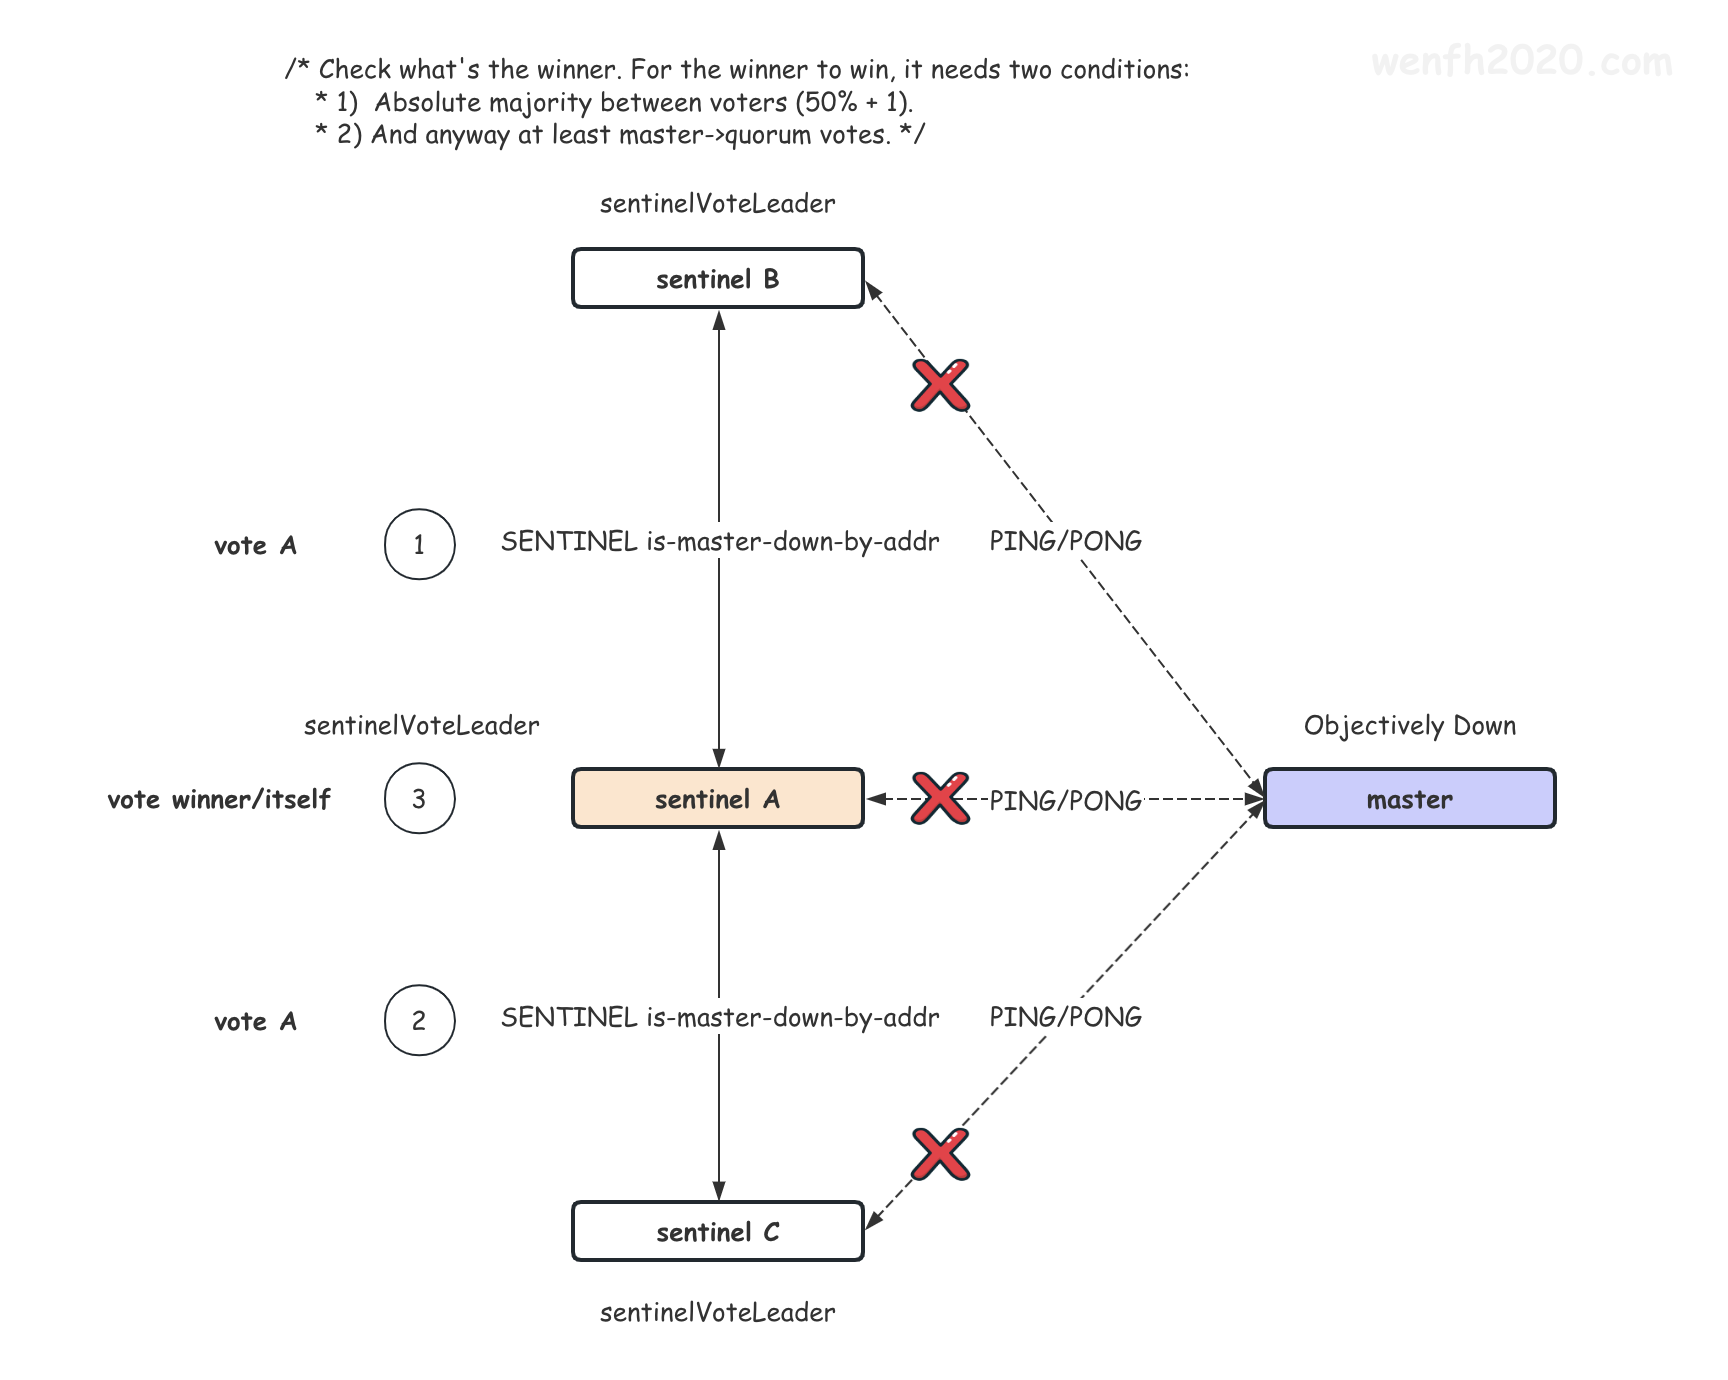 wenfh2020.com
/* Check what's the winner. For the winner to win, it needs two conditions:
* 1)  Absolute majority between voters (50% + 1).
* 2) And anyway at least master->quorum votes. */
sentinelVoteLeader
sentinel B
vote A
1
SENTINEL is-master-down-by-addr
PING/PONG
sentinelVoteLeader
Objectively Down
vote winner/itself
3
sentinel A
PING/PONG
master
vote A
2
SENTINEL is-master-down-by-addr
PING/PONG
sentinel C
sentinelVoteLeader